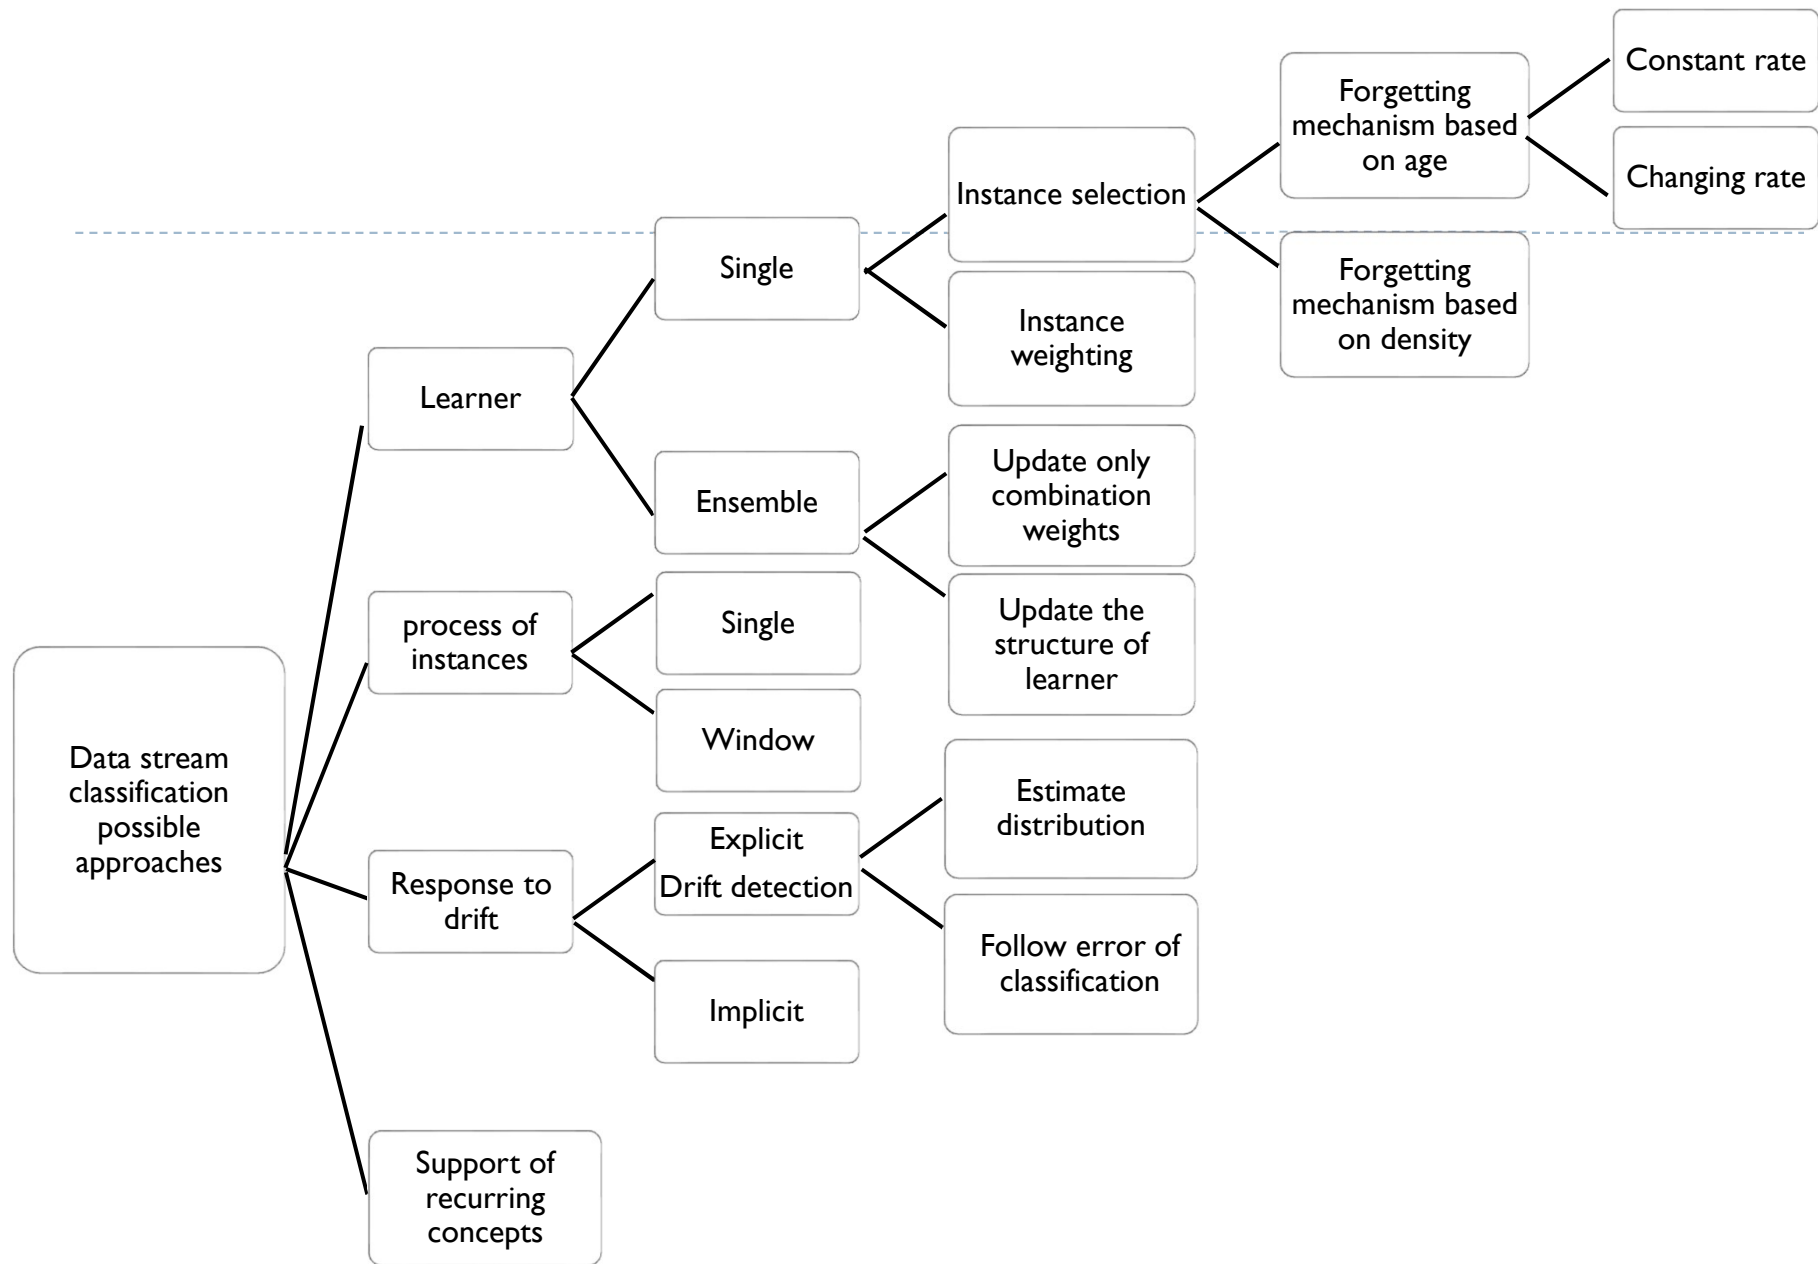 Data stream
classification
possible
approaches
Learner
Single
Instance selection
Forgetting
mechanism based
on age
Constant rate
Changing rate
Forgetting
mechanism based
on density
Instance
weighting
Ensemble
Update only
combination
weights
Update the
structure of
learner
process of
instances
Single
Window
Response to
drift
Explicit
Drift detection
Estimate
distribution
Follow error of
classification
Implicit
Support of
recurring
concepts